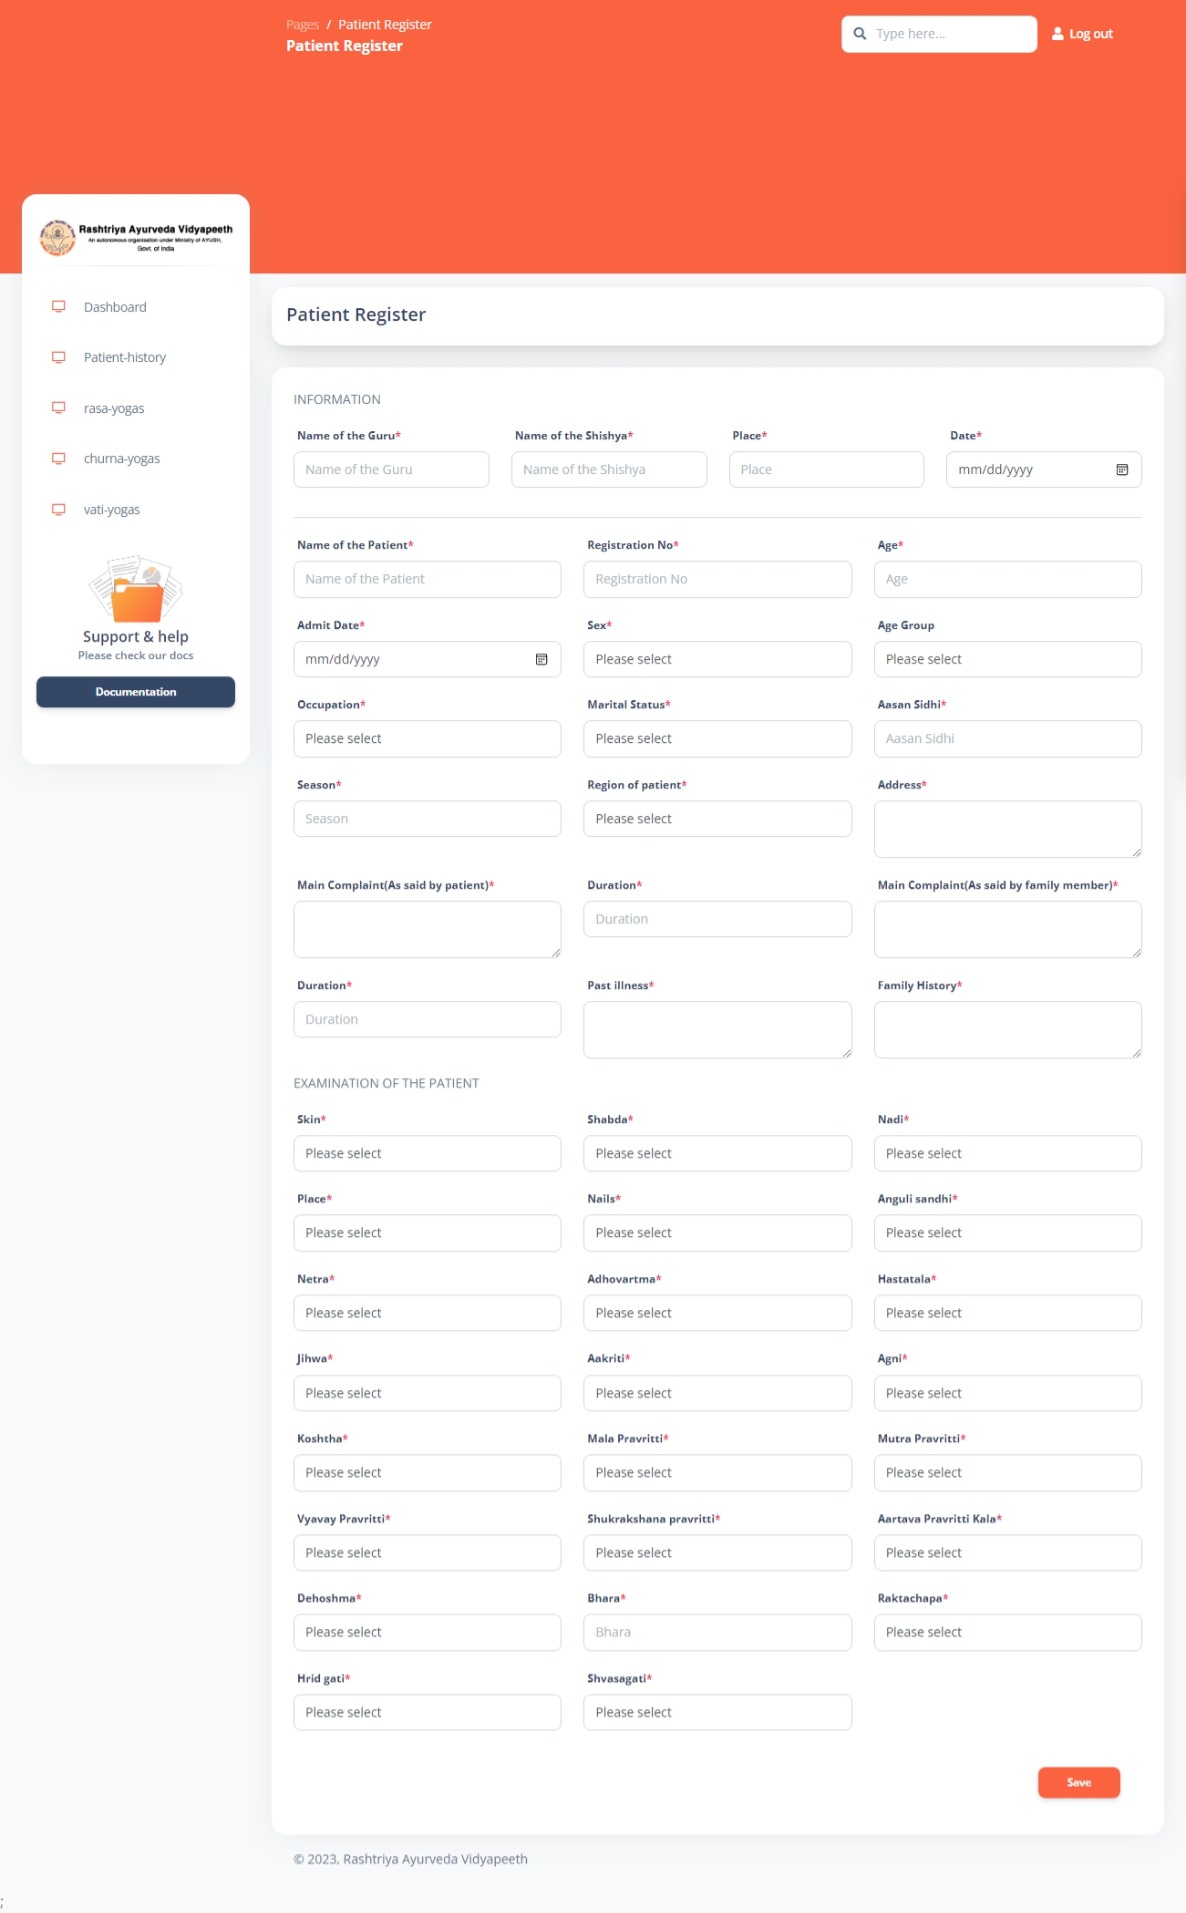 Pages / Patient Register
Patient Register
Type here...
Log out
Rashtriya Ayurveda Vidyapeeth
An autonomous organisation under Ministry of AYUSH,
Govt. of India
Dashboard
Patient-history
rasa-yogas
churna-yogas
vati-yogas
Support & help
Please check our docs
Documentation
Patient Register
INFORMATION
Name of the Guru* Name of the Shishya* Place* Date*
Name of the Guru Name of the Shishya Place mm/dd/yyyy
Name of the Patient* Registration No* Age*
Name of the Patient Registration No Age
Admit Date* Sex* Age Group
mm/dd/yyyy Please select Please select
Occupation* Marital Status* Aasan Sidhi*
Please select Please select Aasan Sidhi
Season* Region of patient* Address*
Season Please select
Main Complaint(As said by patient)* Duration* Main Complaint(As said by family member)*
Duration
Duration* Past illness* Family History*
Duration
EXAMINATION OF THE PATIENT
Skin* Shabda* Nadi*
Please select Please select Please select
Place* Nails* Anguli sandhi*
Please select Please select Please select
Netra* Adhovartma* Hastatala*
Please select Please select Please select
Jihwa* Aakriti* Agni*
Please select Please select Please select
Koshtha* Mala Pravritti* Mutra Pravritti*
Please select Please select Please select
Vyavay Pravritti* Shukrakshana pravritti* Aartava Pravritti Kala*
Please select Please select Please select
Dehoshma* Bhara* Raktachapa*
Please select Bhara Please select
Hrid gati* Shvasagati*
Please select Please select
Save
© 2023, Rashtriya Ayurveda Vidyapeeth
;